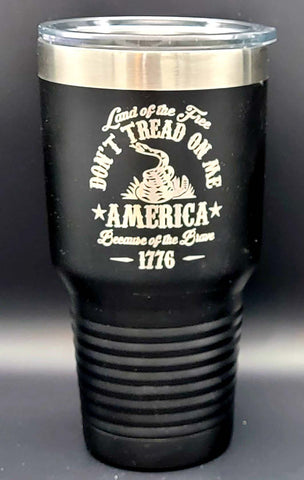 Land of the Free
DON'T TREAD ON ME
★AMERICA★
Because of the Brave
- 1776 -